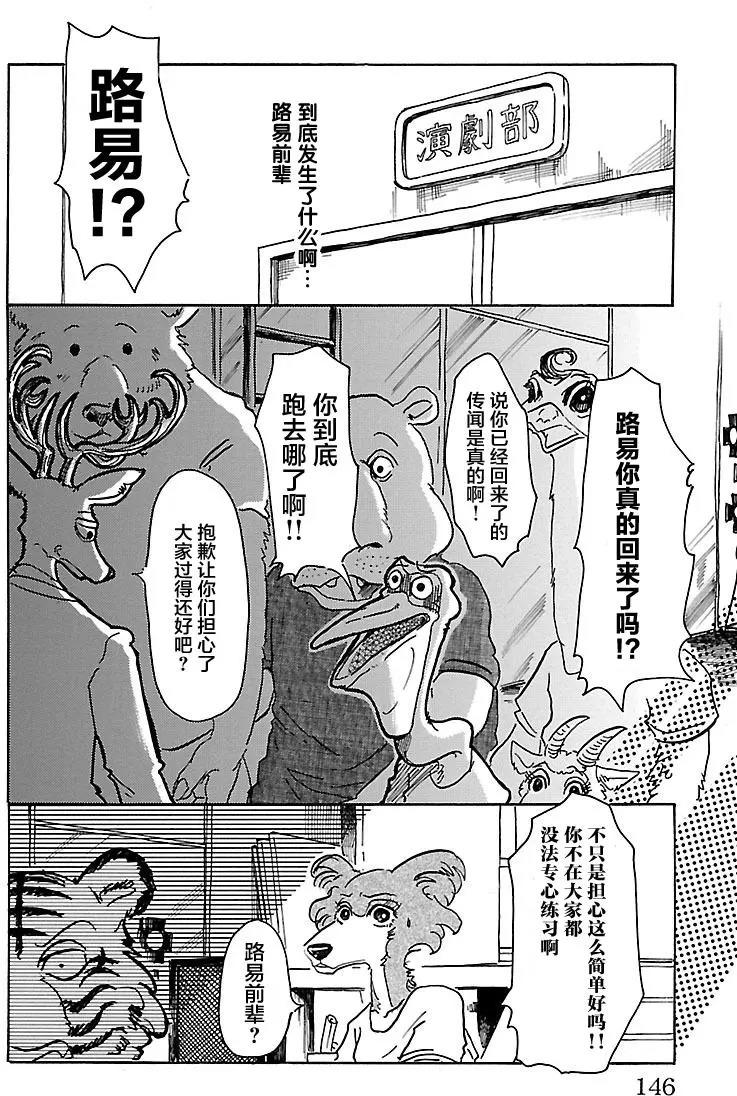 演劇部
到底发生了什么啊…
路易前辈
路易!?
路易你真的回来了吗!?
说你已经回来了的
传闻是真的啊!
你到底
跑去哪了啊!!
抱歉让你们担心了
大家过得还好吧?
不只是担心这么简单好吗!!
你不在大家都
没法专心练习啊
路易前辈?
146